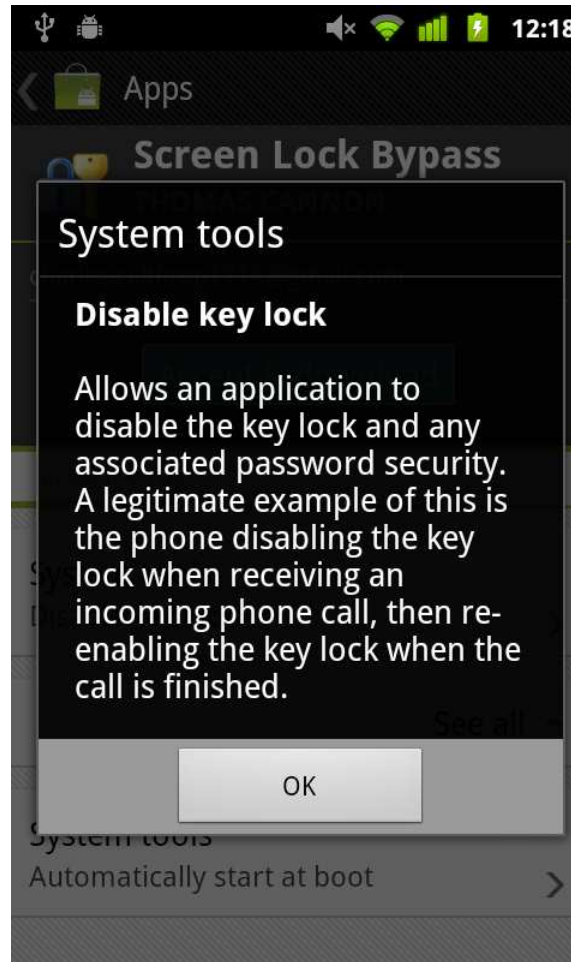 12:18
Apps
Screen Lock Bypass
System tools
Disable key lock
Allows an application to
disable the key lock and any
associated password security.
A legitimate example of this is
the phone disabling the key
lock when receiving an
incoming phone call, then re-
enabling the key lock when the
call is finished.
See all
OK
System tools
Automatically start at boot